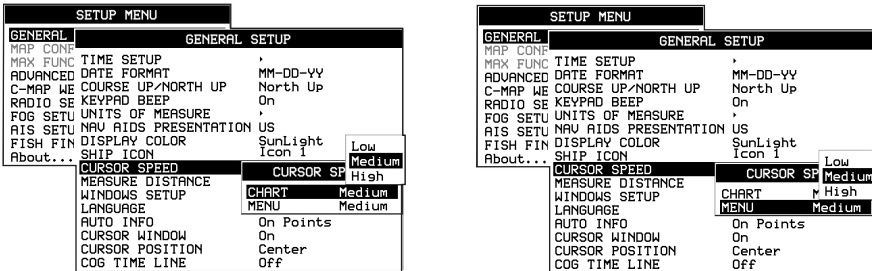 SETUP MENU
GENERAL
MAP CONF
MAX FUNC
ADVANCED
C-MAP WE
RADIO SE
FOG SETU
AIS SETU
FISH FIN
About...
GENERAL SETUP
TIME SETUP
DATE FORMAT MM-DD-YY
COURSE UP/NORTH UP North Up
KEYPAD BEEP On
UNITS OF MEASURE
NAV AIDS PRESENTATION US
DISPLAY COLOR SunLight
SHIP ICON Icon 1
CURSOR SPEED
MEASURE DISTANCE
WINDOWS SETUP
LANGUAGE
AUTO INFO On Points
CURSOR WINDOW On
CURSOR POSITION Center
COG TIME LINE Off
CURSOR SP
CHART Medium
MENU Medium
Low
Medium
High
SETUP MENU
GENERAL
MAP CONF
MAX FUNC
ADVANCED
C-MAP WE
RADIO SE
FOG SETU
AIS SETU
FISH FIN
About...
GENERAL SETUP
TIME SETUP
DATE FORMAT MM-DD-YY
COURSE UP/NORTH UP North Up
KEYPAD BEEP On
UNITS OF MEASURE
NAV AIDS PRESENTATION US
DISPLAY COLOR SunLight
SHIP ICON Icon 1
CURSOR SPEED
MEASURE DISTANCE
WINDOWS SETUP
LANGUAGE
AUTO INFO On Points
CURSOR WINDOW On
CURSOR POSITION Center
COG TIME LINE Off
CURSOR SP
CHART M
MENU Medium
Low
Medium
High